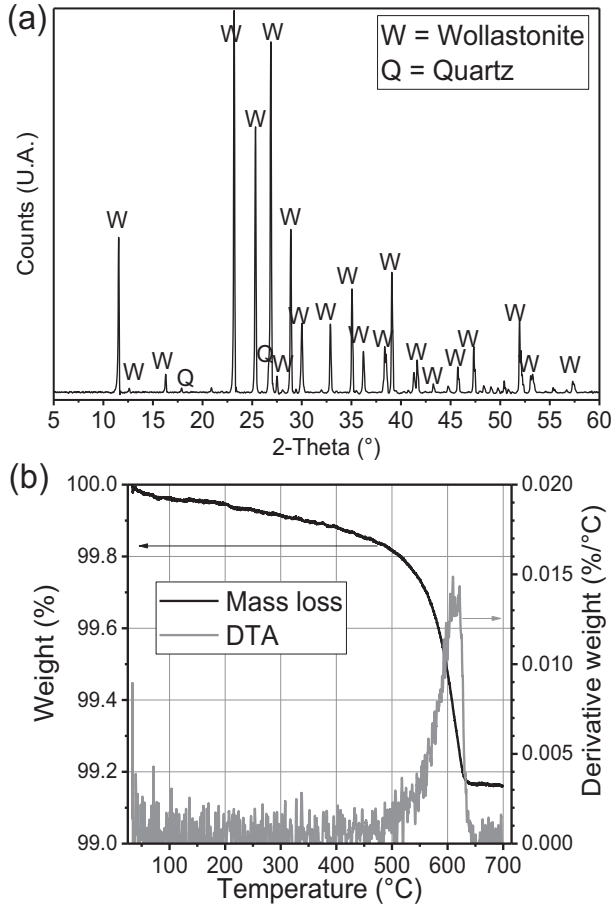 (a)
W = Wollastonite
Q = Quartz
W
W
W
W
W
W
W
Q
W
Q
W
W
W
W
W
W
W
W
W
W
W
W
W
W
Counts (U.A.)
5 10 15 20 25 30 35 40 45 50 55 60
2-Theta (°)
(b)
100.0
99.8
99.6
99.4
99.2
99.0
Weight (%)
Mass loss
DTA
0.020
0.015
0.010
0.005
0.000
Derivative weight (%/°C)
100 200 300 400 500 600 700
Temperature (°C)